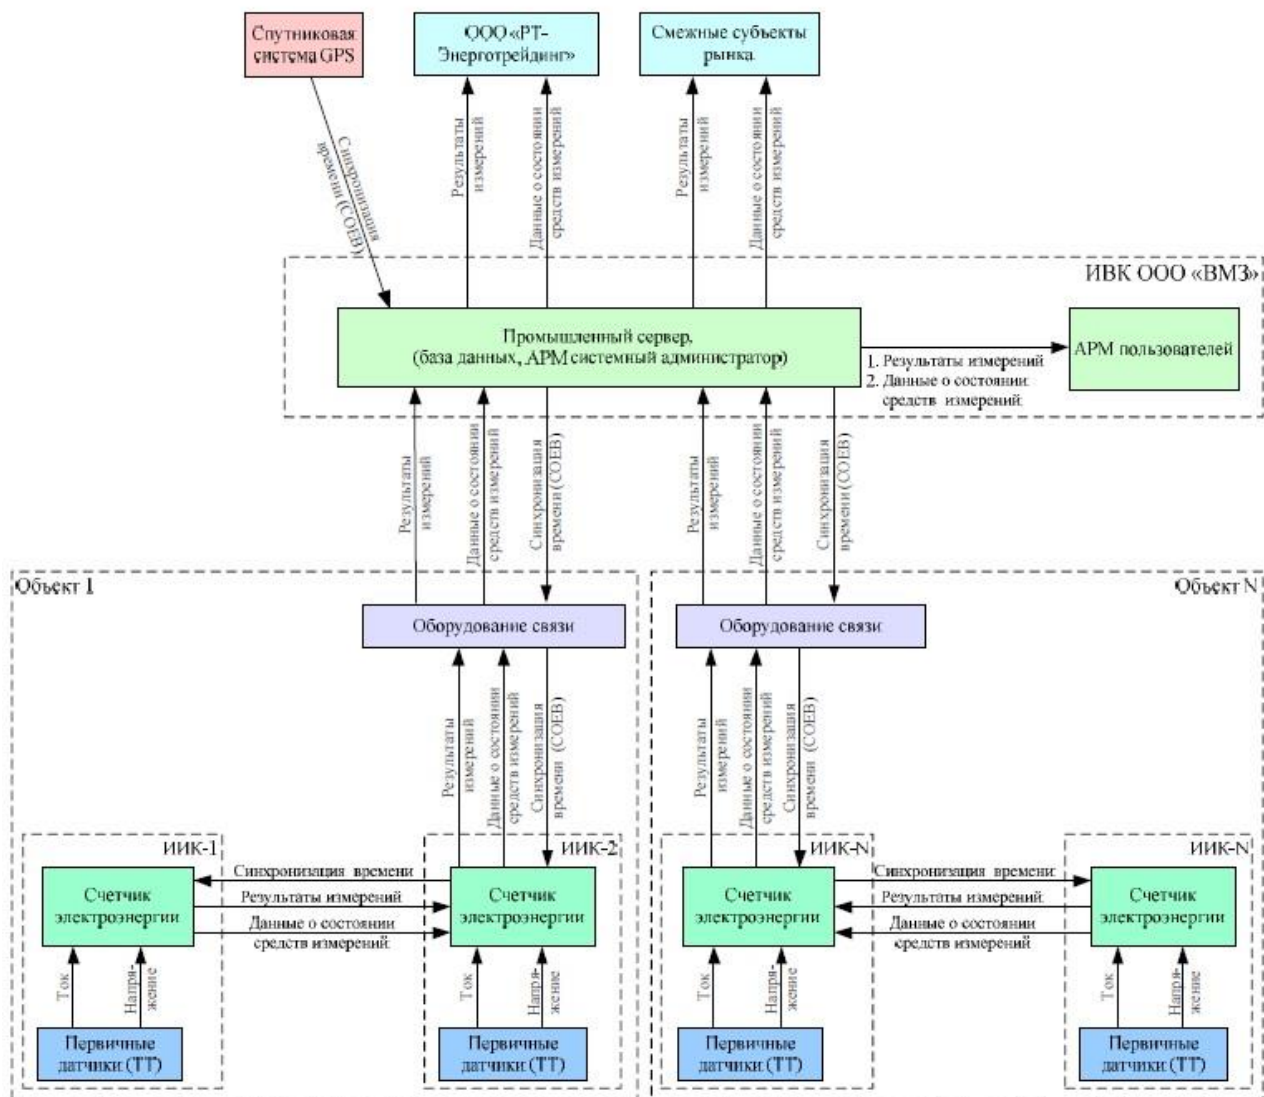 Спутниковая
система GPS
ООО «РТ-
Энерготрейдинг»
Смежные субъекты
рынка
Синхронизация
времени (СОЕВ)
Результаты
измерений
Данные о состоянии
средств измерений
Результаты
измерений
Данные о состоянии
средств измерений
ИВК ООО «ВМЗ»
Промышленный сервер,
(база данных, АРМ системный администратор)
1. Результаты измерений
2. Данные о состоянии
средств измерений
АРМ пользователей
Результаты
измерений
Данные о состоянии
средств измерений
Синхронизация
времени (СОЕВ)
Результаты
измерений
Данные о состоянии
средств измерений
Синхронизация
времени (СОЕВ)
Объект 1
Объект N
Оборудование связи
Оборудование связи
Результаты
измерений
Данные о состоянии
средств измерений
Синхронизация
времени (СОЕВ)
Результаты
измерений
Данные о состоянии
средств измерений
Синхронизация
времени (СОЕВ)
ИИК-1
ИИК-2
ИИК-N
ИИК-N
Счетчик
электроэнергии
Синхронизация времени
Результаты измерений
Данные о состоянии
средств измерений
Счетчик
электроэнергии
Счетчик
электроэнергии
Синхронизация времени
Результаты измерений
Данные о состоянии
средств измерений
Счетчик
электроэнергии
Ток
Напря-
жение
Ток
Напря-
жение
Ток
Напря-
жение
Ток
Напря-
жение
Первичные
датчики (ТТ)
Первичные
датчики (ТТ)
Первичные
датчики (ТТ)
Первичные
датчики (ТТ)